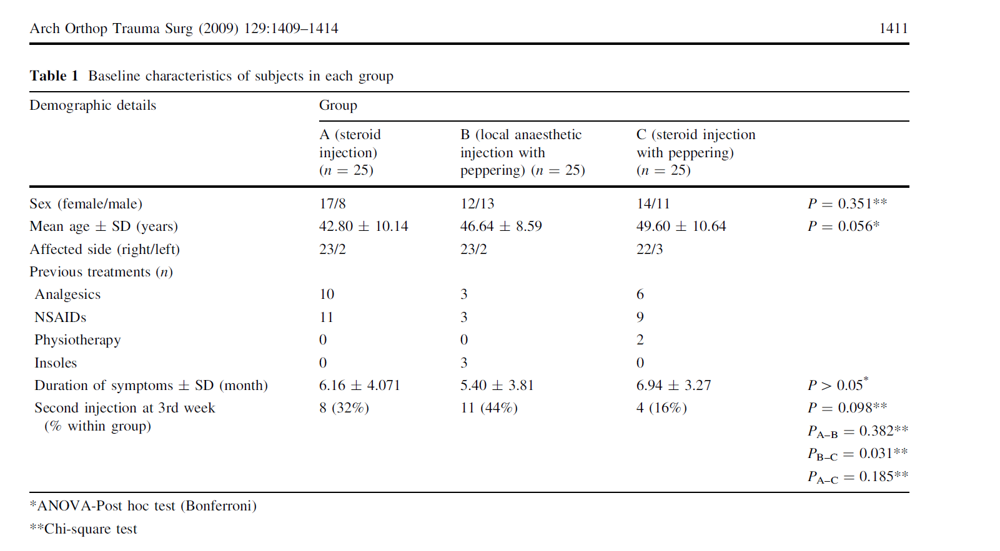 Arch Orthop Trauma Surg (2009) 129:1409–1414 1411
Table 1 Baseline characteristics of subjects in each group
Demographic details Group
A (steroid injection) (n = 25) B (local anaesthetic injection with peppering) (n = 25) C (steroid injection with peppering) (n = 25)
Sex (female/male) 17/8 12/13 14/11 P = 0.351**
Mean age ± SD (years) 42.80 ± 10.14 46.64 ± 8.59 49.60 ± 10.64 P = 0.056*
Affected side (right/left) 23/2 23/2 22/3
Previous treatments (n)
Analgesics 10 3 6
NSAIDs 11 3 9
Physiotherapy 0 0 2
Insoles 0 3 0
Duration of symptoms ± SD (month) 6.16 ± 4.071 5.40 ± 3.81 6.94 ± 3.27 P > 0.05*
Second injection at 3rd week 8 (32%) 11 (44%) 4 (16%) P = 0.098**
(% within group)
P A–B = 0.382**
P B–C = 0.031**
P A–C = 0.185**
*ANOVA-Post hoc test (Bonferroni)
**Chi-square test